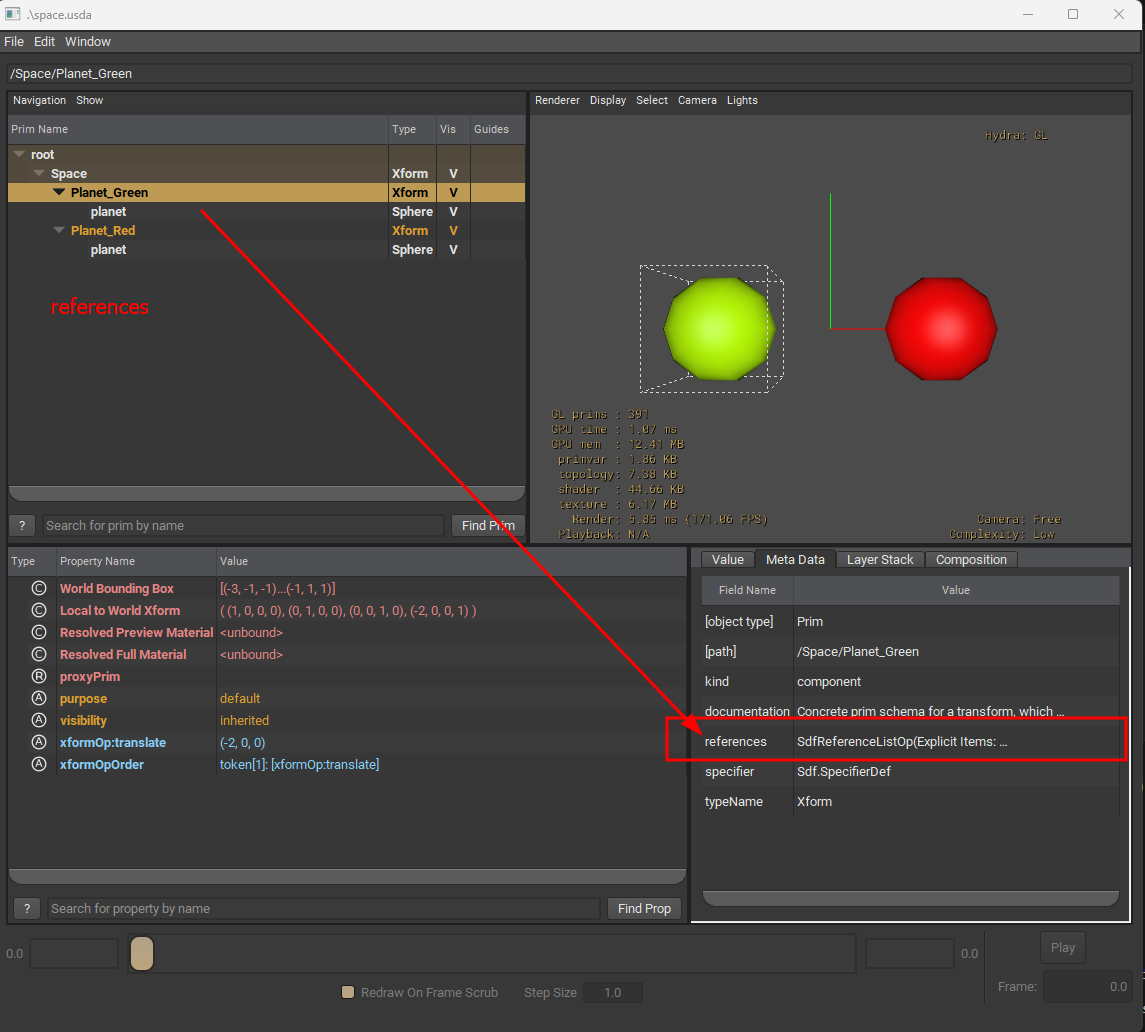 .\space.usda
File Edit Window
/Space/Planet_Green
Navigation Show
Prim Name Type Vis Guides
root
Space Xform V
Planet_Green Xform V
planet Sphere V
Planet_Red Xform V
planet Sphere V
references
? Search for prim by name Find Prim
Renderer Display Select Camera Lights
Hydra: GL
GL prims : 391
GPU time : 1.07 ms
GPU mem : 12.41 MB
primvar : 1.86 KB
topology: 7.38 KB
shader : 44.66 KB
texture : 6.17 MB
Render: 5.85 ms (171.06 FPS)
Playback: N/A
Camera: Free
Complexity: Low
Type Property Name Value
C World Bounding Box [(-3, -1, -1)...(-1, 1, 1)]
C Local to World Xform ( (1, 0, 0, 0), (0, 1, 0, 0), (0, 0, 1, 0), (-2, 0, 0, 1) )
C Resolved Preview Material <unbound>
C Resolved Full Material <unbound>
R proxyPrim
A purpose default
A visibility inherited
A xformOp:translate (-2, 0, 0)
A xformOpOrder token[1]: [xformOp:translate]
? Search for property by name Find Prop
Value Meta Data Layer Stack Composition
Field Name Value
[object type] Prim
[path] /Space/Planet_Green
kind component
documentation Concrete prim schema for a transform, which ...
references SdfReferenceListOp(Explicit Items: ...
specifier Sdf.SpecifierDef
typeName Xform
0.0 0.0 Play
Redraw On Frame Scrub Step Size 1.0 Frame: 0.0